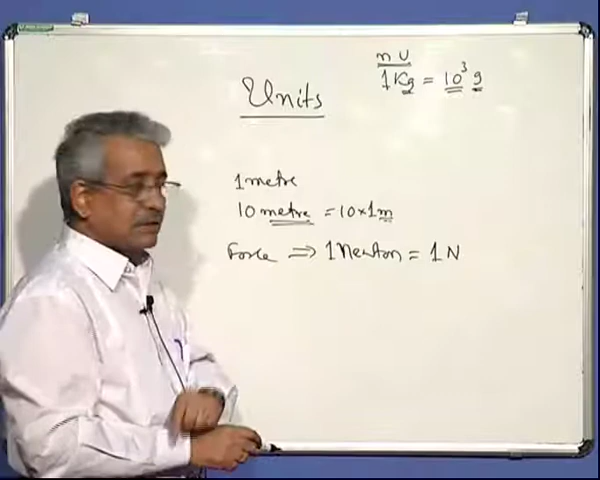 n u
1 Kg = 10³ g
Units
1 metre
10 metre = 10 × 1 m
Force ⇒ 1 Newton = 1 N